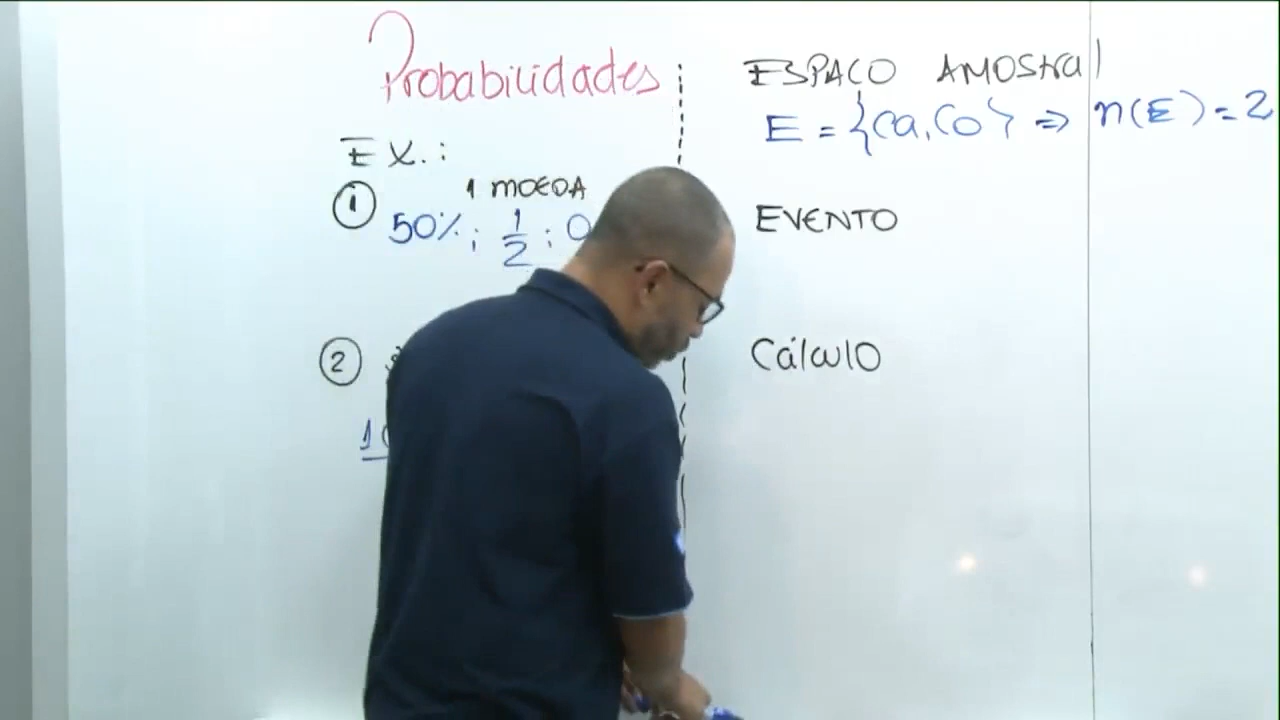 Probabilidades
EX.:
1
1 MOEDA
50%; 1/2 ; 0
2
ESPAÇO AMOSTRAl
E = {Ca, Co} => n(E) = 2
EVENTO
Cálculo